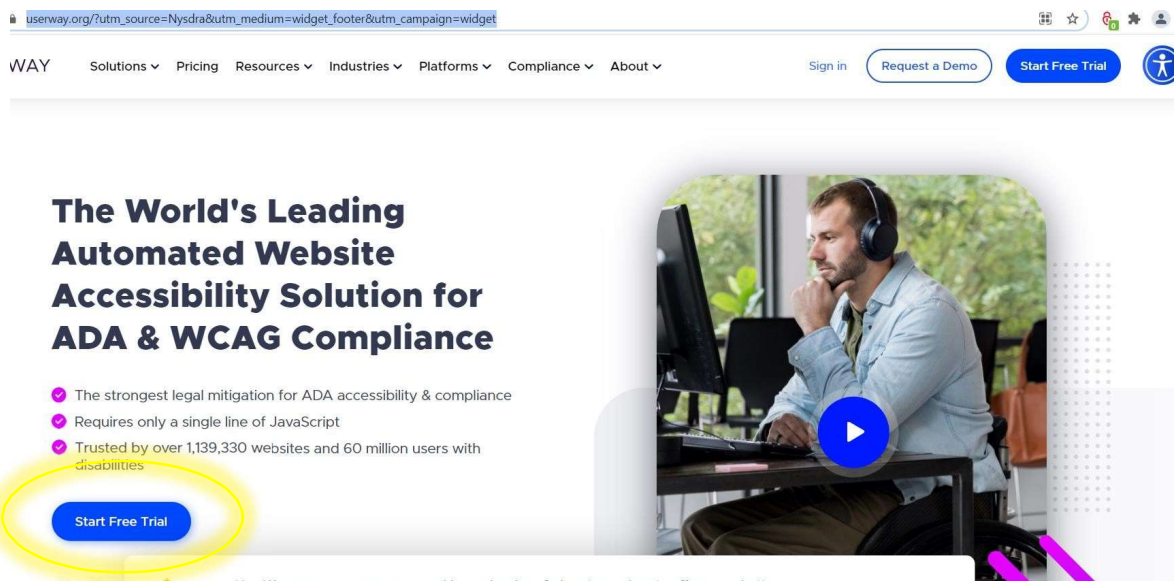 userway.org/?utm_source=Nysdra&utm_medium=widget_footer&utm_campaign=widget
0
WAY Solutions Pricing Resources Industries Platforms Compliance About Sign in Request a Demo Start Free Trial
The World's Leading
Automated Website
Accessibility Solution for
ADA & WCAG Compliance
The strongest legal mitigation for ADA accessibility & compliance
Requires only a single line of JavaScript
Trusted by over 1,139,330 websites and 60 million users with
disabilities
Start Free Trial